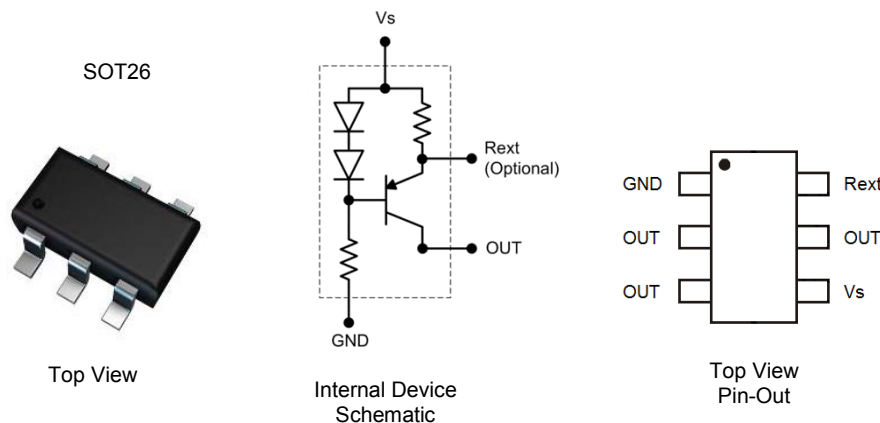 SOT26
Top View
Vs
Rext
(Optional)
OUT
GND
Internal Device
Schematic
GND
Rext
OUT
OUT
OUT
Vs
Top View
Pin-Out